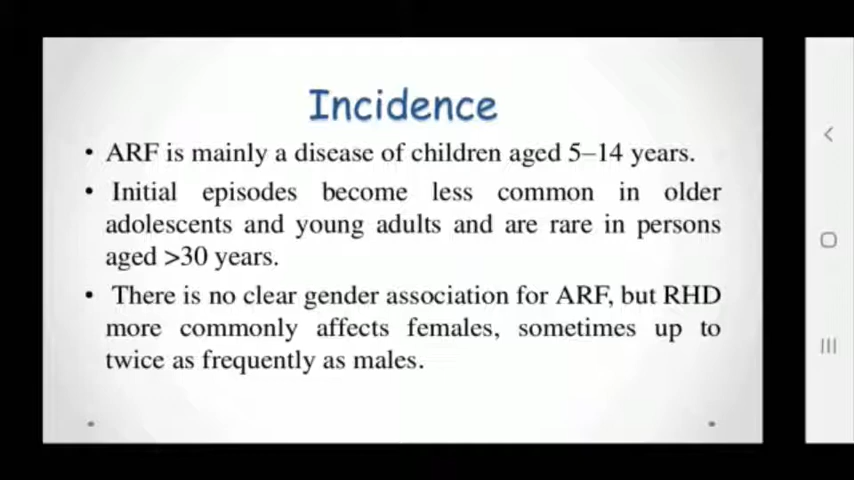 Incidence
• ARF is mainly a disease of children aged 5–14 years.
• Initial episodes become less common in older
adolescents and young adults and are rare in persons
aged >30 years.
• There is no clear gender association for ARF, but RHD
more commonly affects females, sometimes up to
twice as frequently as males.